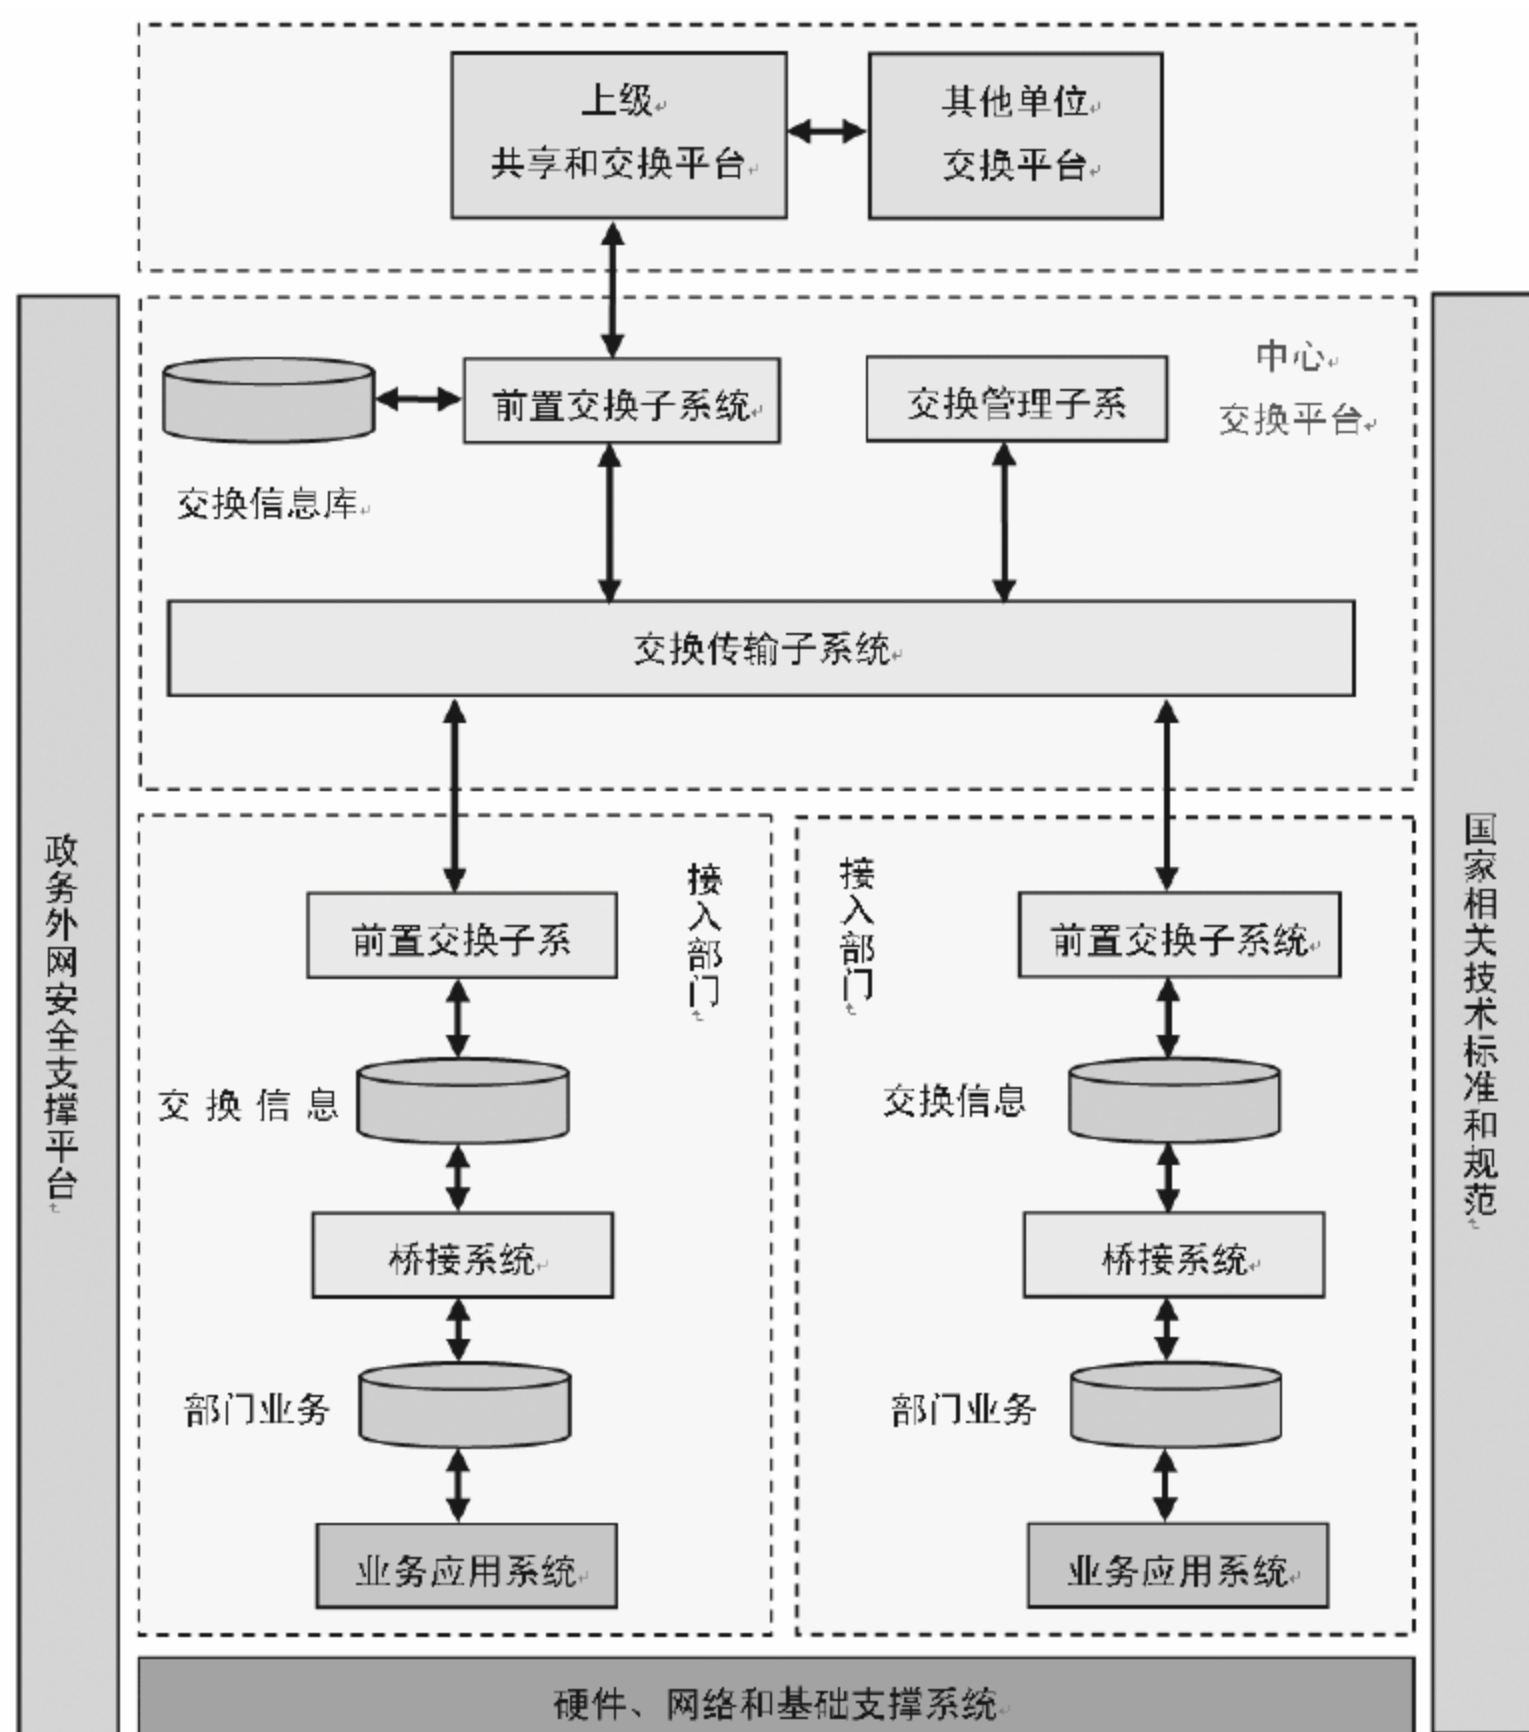 上级
共享和交换平台
其他单位
交换平台
前置交换子系统
交换管理子系
中心
交换平台
交换信息库
交换传输子系统
政务外网安全支撑平台
国家相关技术标准和规范
接入部门
接入部门
前置交换子系
前置交换子系统
交换信息
交换信息
桥接系统
桥接系统
部门业务
部门业务
业务应用系统
业务应用系统
硬件、网络和基础支撑系统